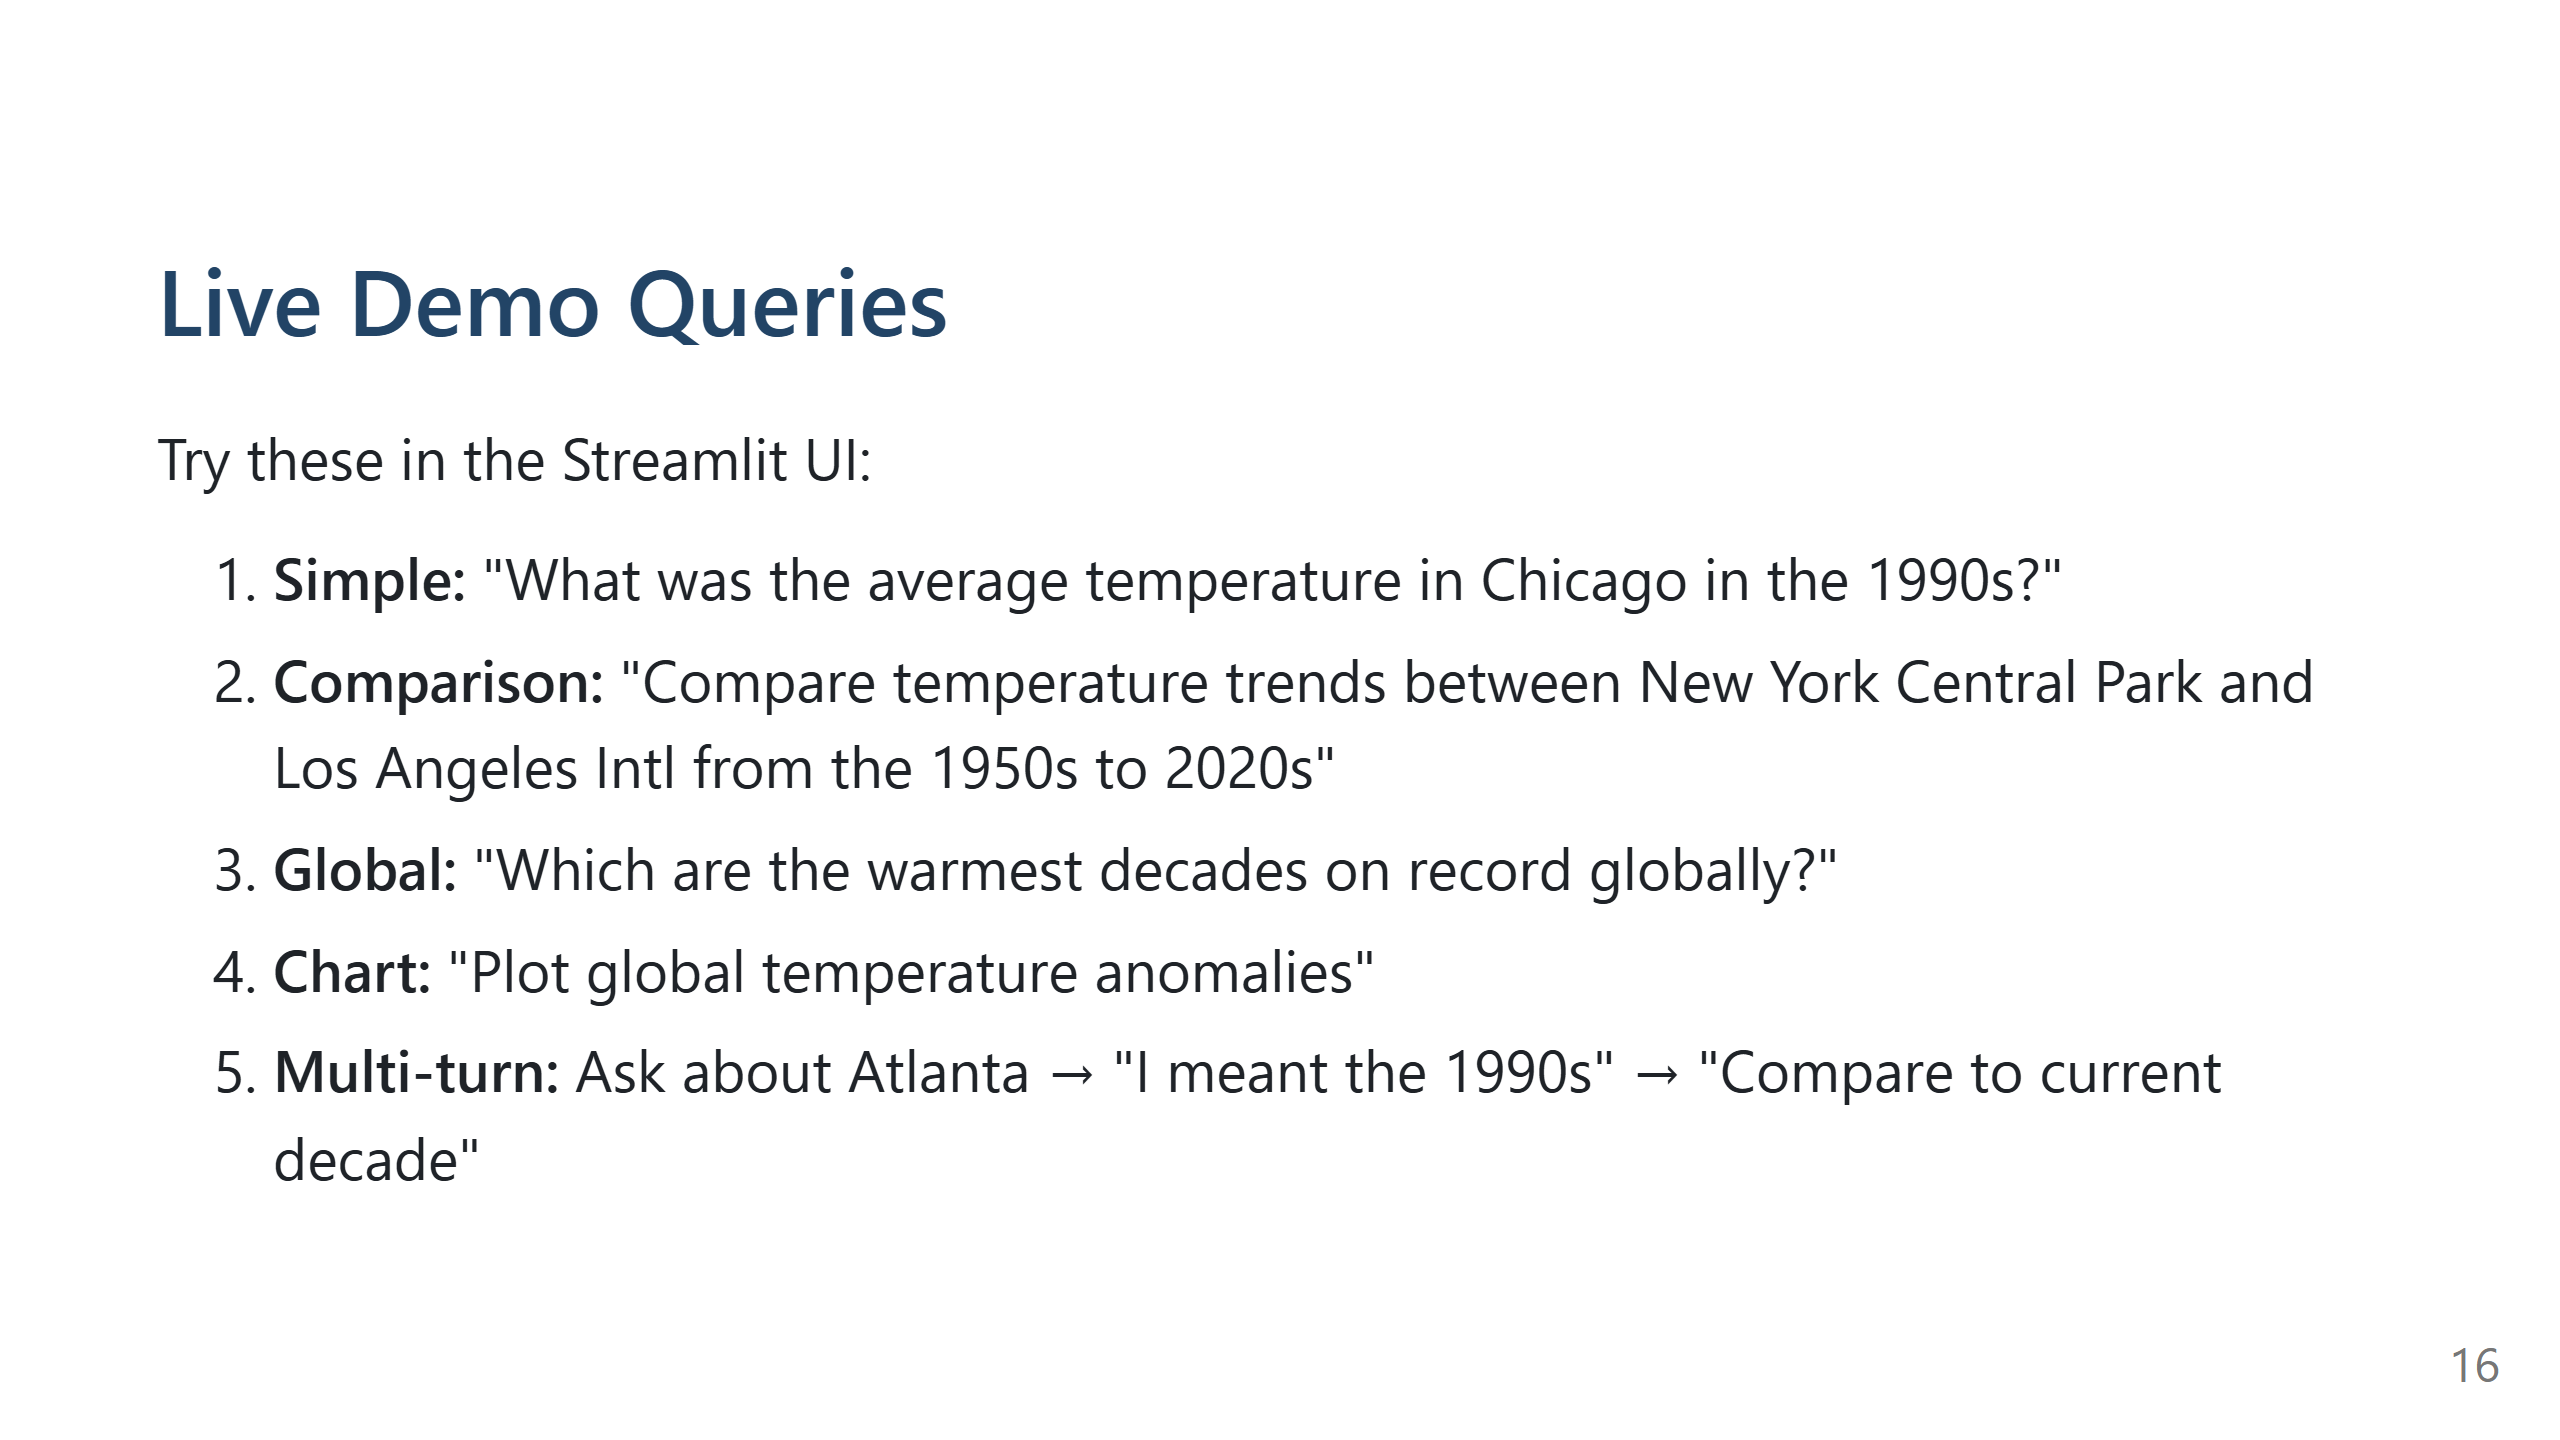 Live Demo Queries
Try these in the Streamlit UI:
1. Simple: "What was the average temperature in Chicago in the 1990s?"
2. Comparison: "Compare temperature trends between New York Central Park and
Los Angeles Intl from the 1950s to 2020s"
3. Global: "Which are the warmest decades on record globally?"
4. Chart: "Plot global temperature anomalies"
5. Multi-turn: Ask about Atlanta → "I meant the 1990s" → "Compare to current
decade"
16